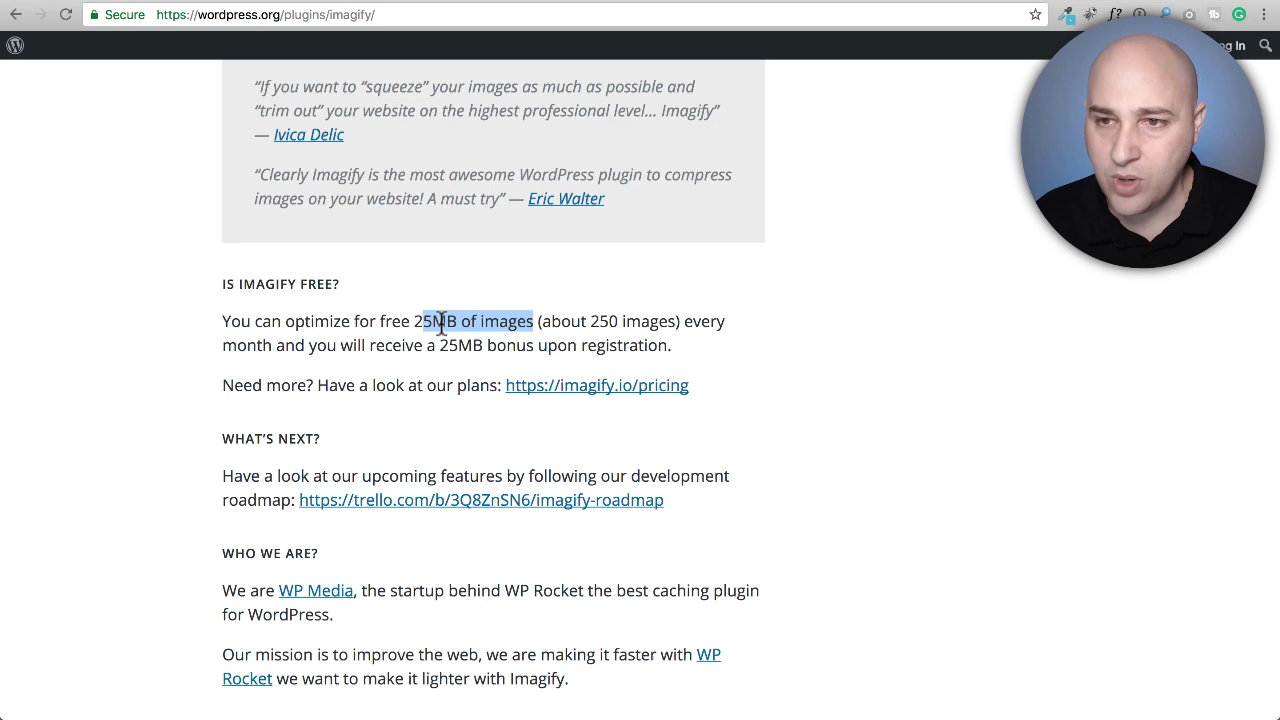 Secure
https://wordpress.org/plugins/imagify/
Log In
“If you want to “squeeze” your images as much as possible and
“trim out” your website on the highest professional level... Imagify”
— Ivica Delic
“Clearly Imagify is the most awesome WordPress plugin to compress
images on your website! A must try” — Eric Walter
IS IMAGIFY FREE?
You can optimize for free 25MB of images (about 250 images) every
month and you will receive a 25MB bonus upon registration.
Need more? Have a look at our plans: https://imagify.io/pricing
WHAT’S NEXT?
Have a look at our upcoming features by following our development
roadmap: https://trello.com/b/3Q8ZnSN6/imagify-roadmap
WHO WE ARE?
We are WP Media, the startup behind WP Rocket the best caching plugin
for WordPress.
Our mission is to improve the web, we are making it faster with WP
Rocket we want to make it lighter with Imagify.